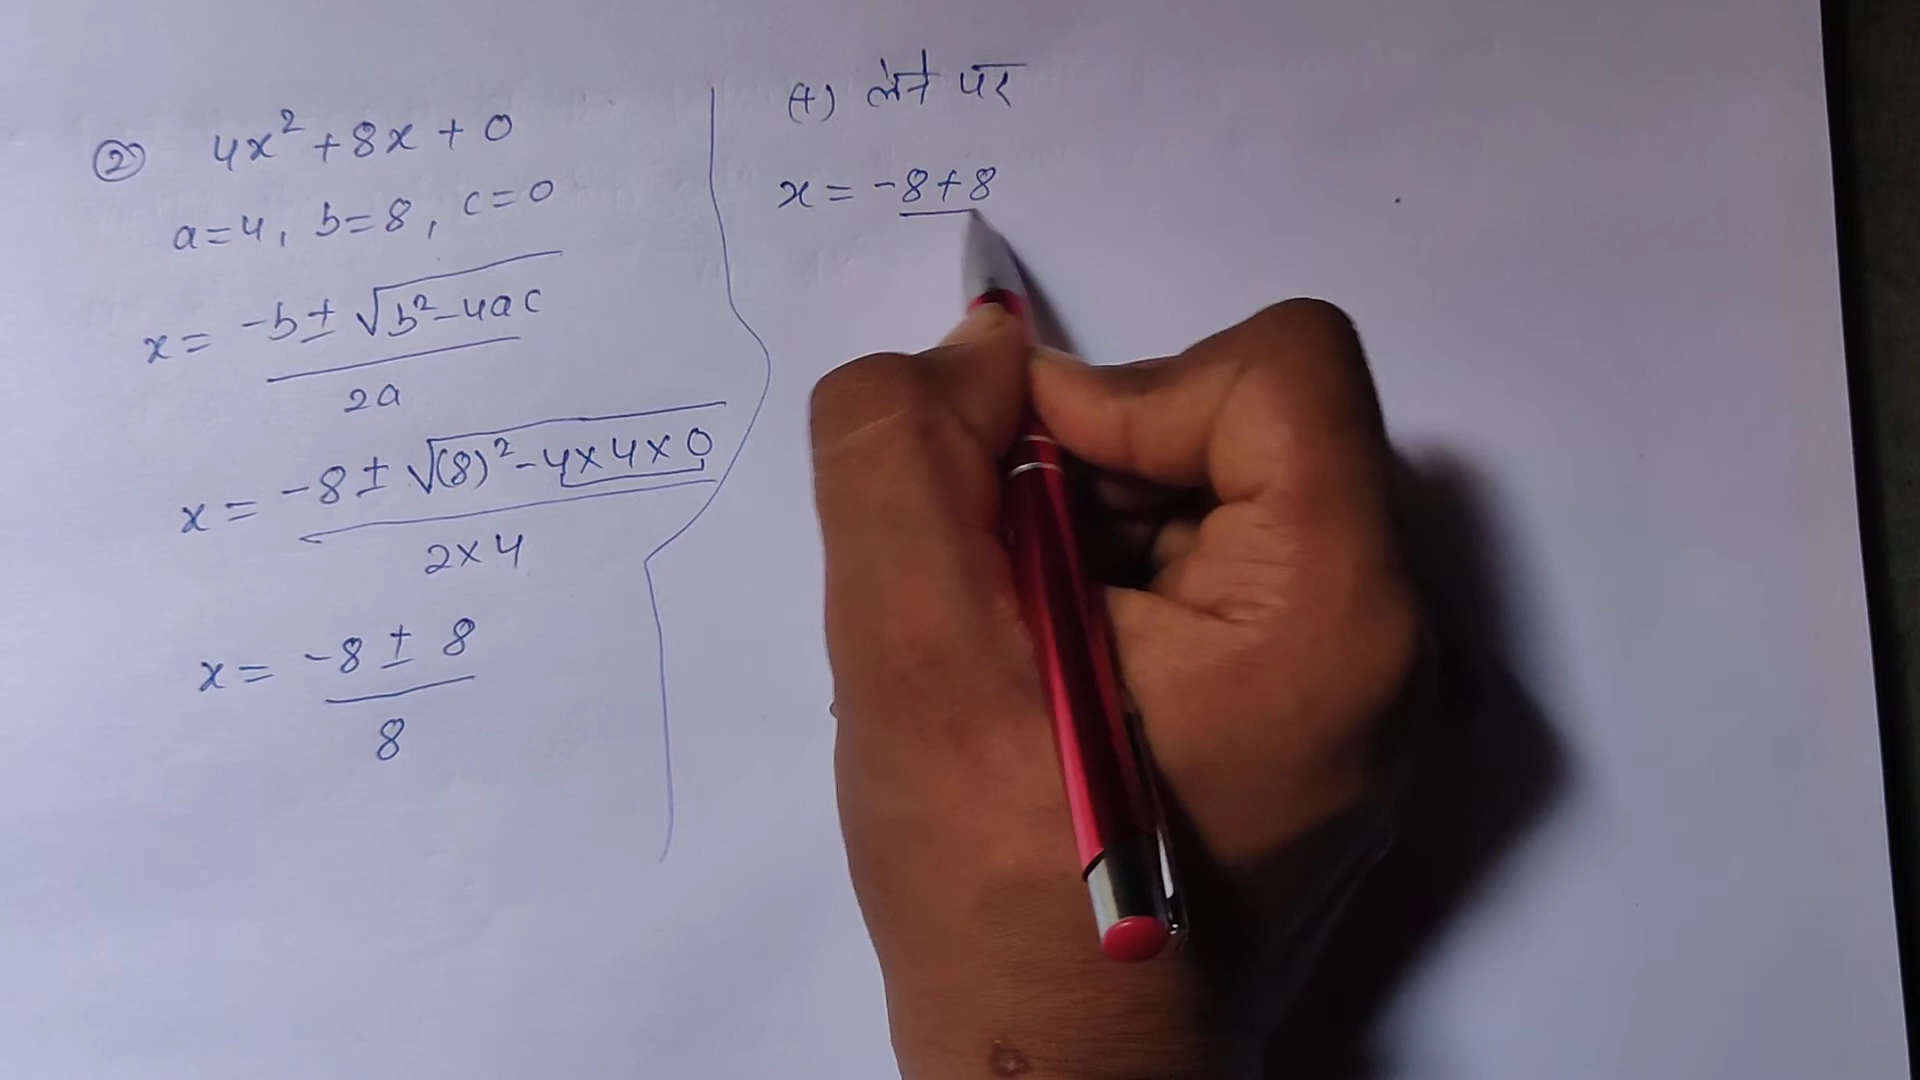 ② 4x² + 8x + 0
a=4, b=8, c=0
x = -b ± √b²-4ac
2a
x = -8 ± √(8)²-4×4×0
2×4
x = -8 ± 8
8
(+) लेने पर
x = -8+8